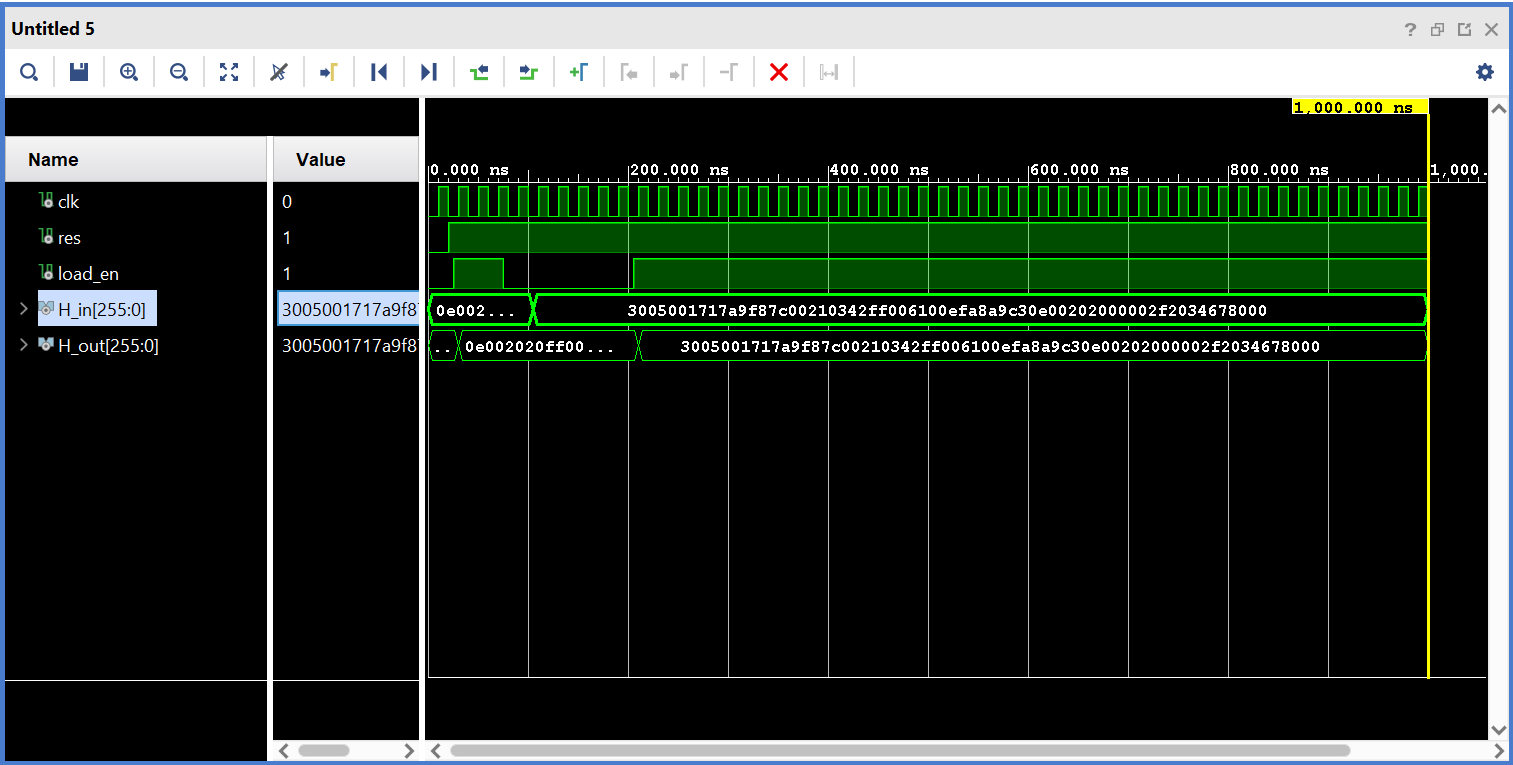 Untitled 5
1,000.000 ns
Name Value
0.000 ns 200.000 ns 400.000 ns 600.000 ns 800.000 ns 1,000.
clk 0
res 1
load_en 1
H_in[255:0] 3005001717a9f87 0e002... 3005001717a9f87c00210342ff006100efa8a9c30e00202000002f2034678000
H_out[255:0] 3005001717a9f87 .. 0e002020ff00... 3005001717a9f87c00210342ff006100efa8a9c30e00202000002f2034678000